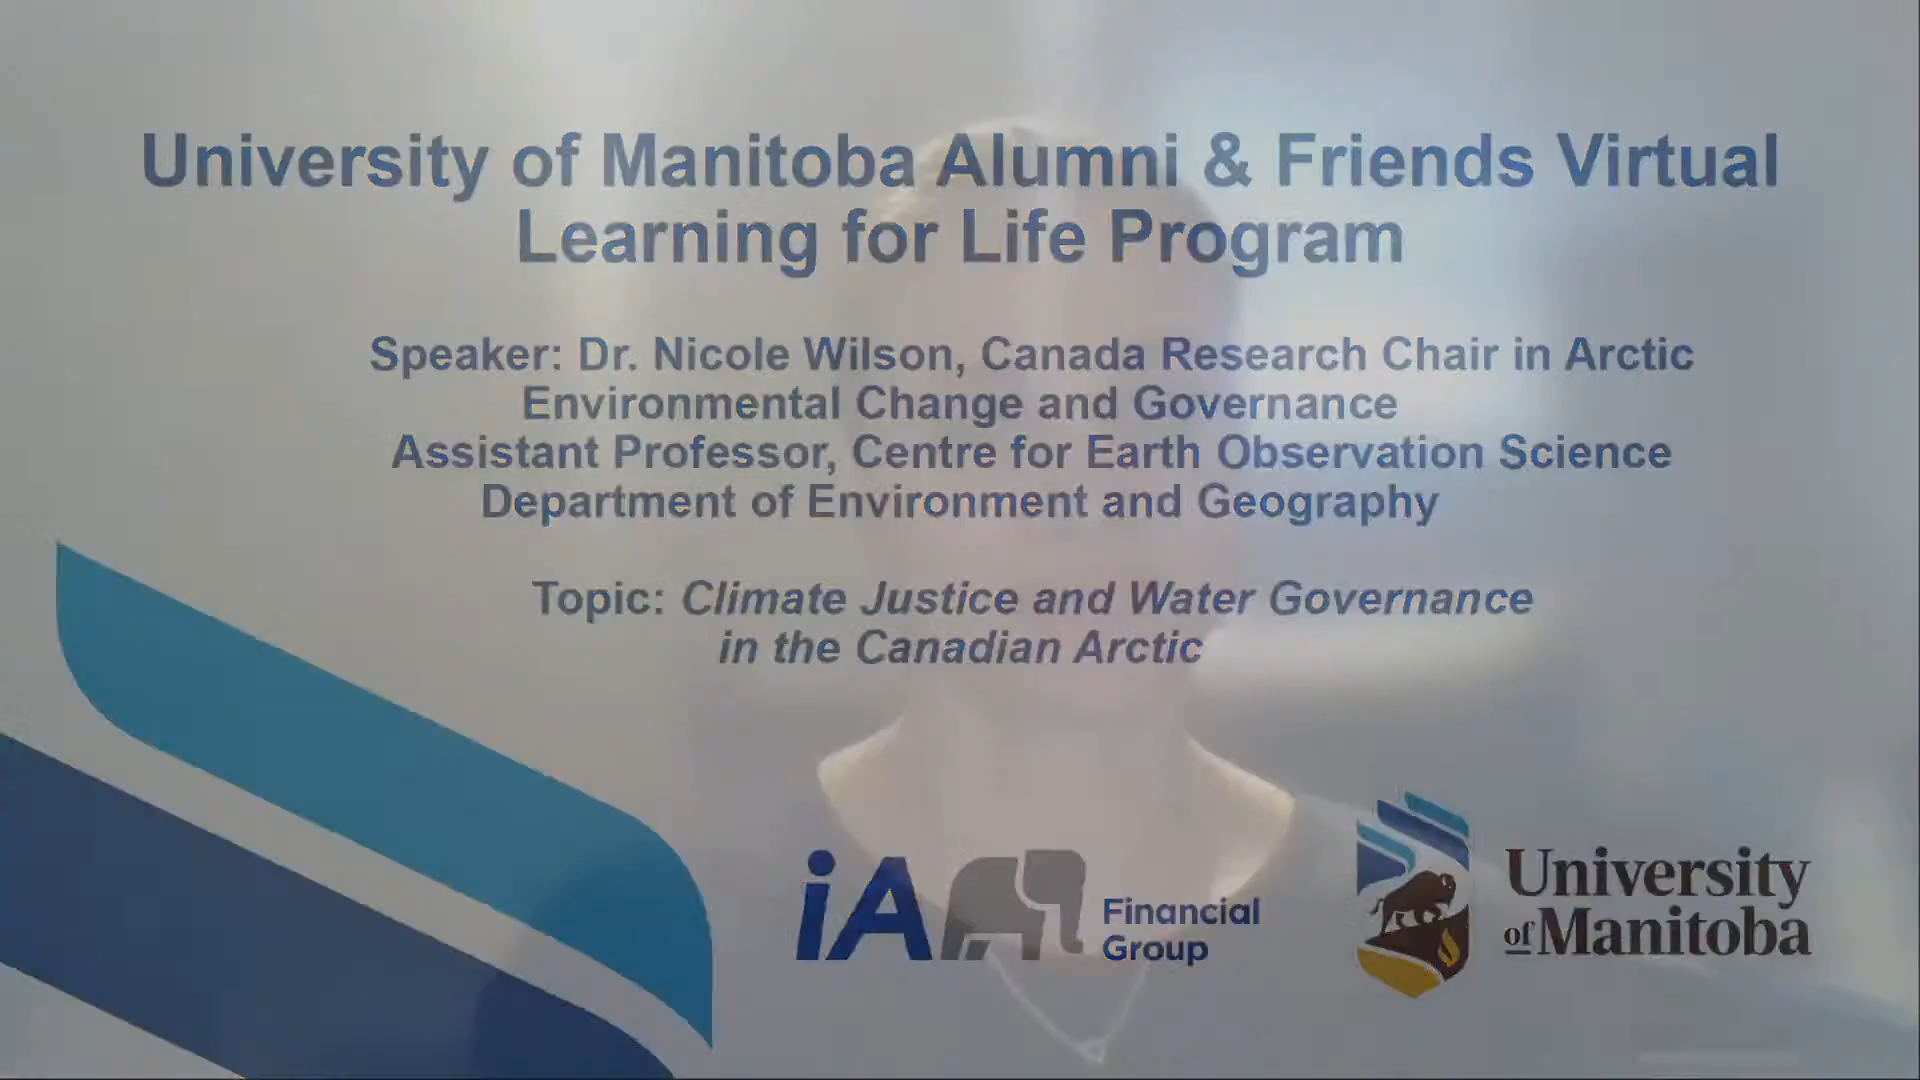 University of Manitoba Alumni & Friends Virtual
Learning for Life Program
Speaker: Dr. Nicole Wilson, Canada Research Chair in Arctic
Environmental Change and Governance
Assistant Professor, Centre for Earth Observation Science
Department of Environment and Geography
Topic: Climate Justice and Water Governance
in the Canadian Arctic
iA Financial
Group
University
of Manitoba